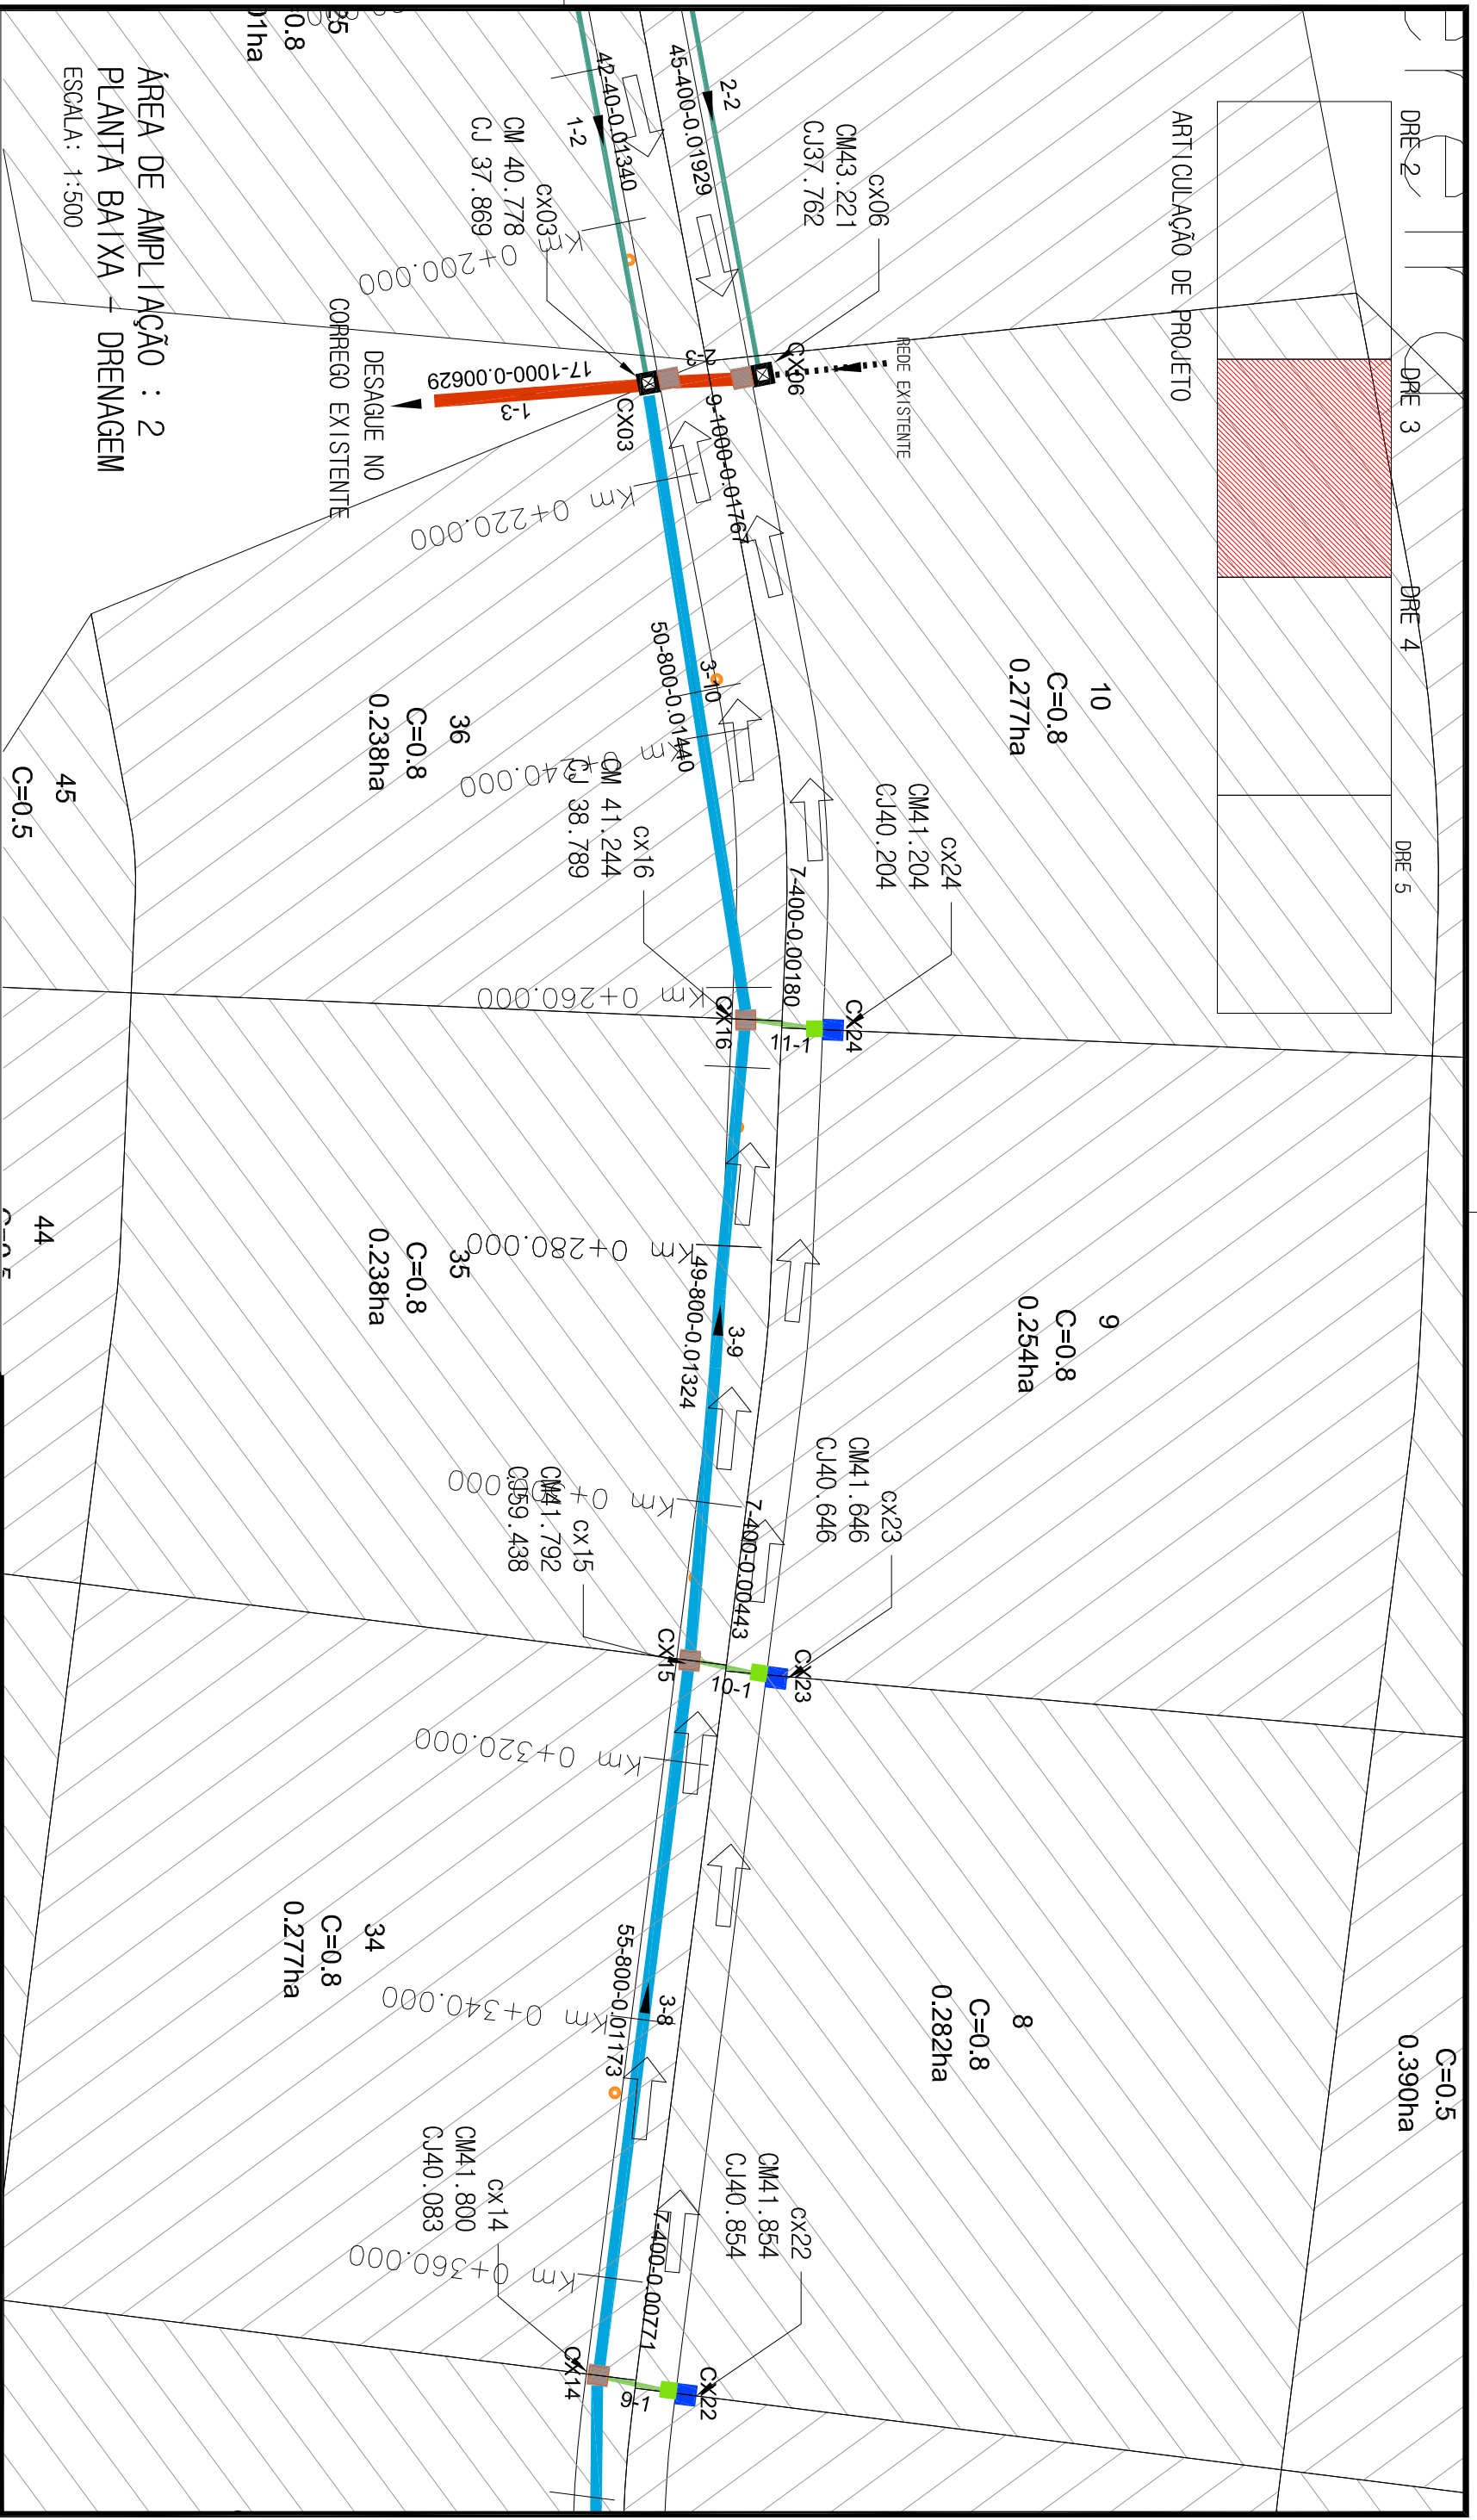 DRE 2
DRE 3
DRE 4
DRE 5
ARTICULAÇÃO DE PROJETO
C=0.5
0.390ha
10
C=0.8
0.277ha
9
C=0.8
0.254ha
8
C=0.8
0.282ha
REDE EXISTENTE
cx06
CM43.221
CJ37.762
cx24
CM41.204
CJ40.204
cx23
CM41.646
CJ40.646
cx22
CM41.854
CJ40.854
2-2
45-400-0.01929
42-40-0.01340
1-2
CX06
2-3
9-1000-0.01767
CX03
17-1000-0.00629
1-3
cx03
CM 40.778
CJ 37.869
Km 0+200.000
DESAGUE NO
CORREGO EXISTENTE
Km 0+220.000
3-10
50-800-0.01440
Km 0+240.000
cx16
CM 41.244
CJ 38.789
7-400-0.00180
Km 0+260.000
CX16
CX24
11-1
Km 0+280.000
3-9
49-800-0.01324
Km 0+300.000
cx15
CM41.792
CJ59.438
7-400-0.00443
CX15
CX23
10-1
Km 0+320.000
3-8
55-800-0.01173
Km 0+340.000
cx14
CM41.800
CJ40.083
7-400-0.00771
Km 0+360.000
CX14
CX22
9-1
36
C=0.8
0.238ha
35
C=0.8
0.238ha
34
C=0.8
0.277ha
45
C=0.5
44
ÁREA DE AMPLIAÇÃO : 2
PLANTA BAIXA - DRENAGEM
ESCALA: 1:500